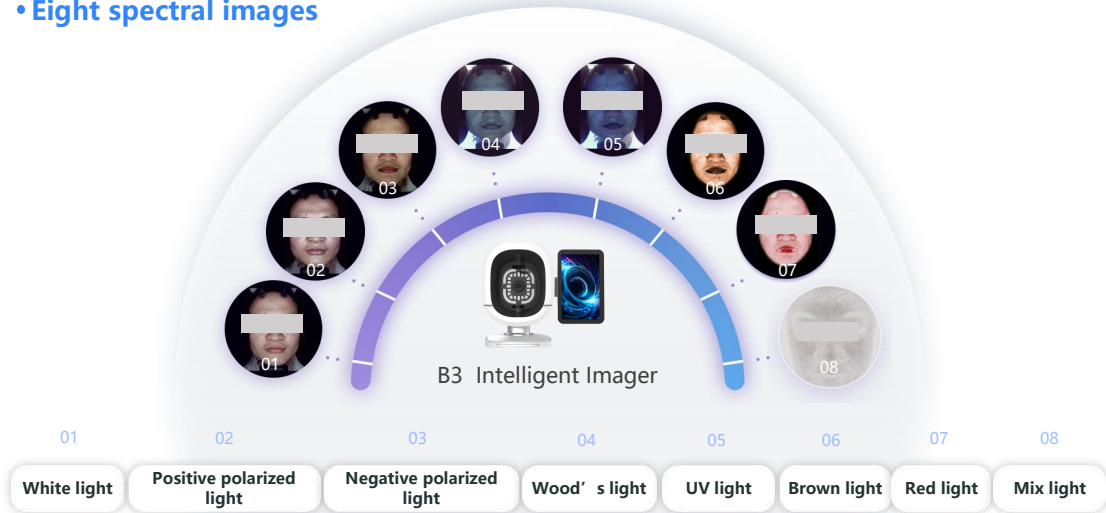 • Eight spectral images
04
05
03
06
02
07
01
08
B3 Intelligent Imager
01 02 03 04 05 06 07 08
White light
Positive polarized
light
Negative polarized
light
Wood’s light
UV light
Brown light
Red light
Mix light